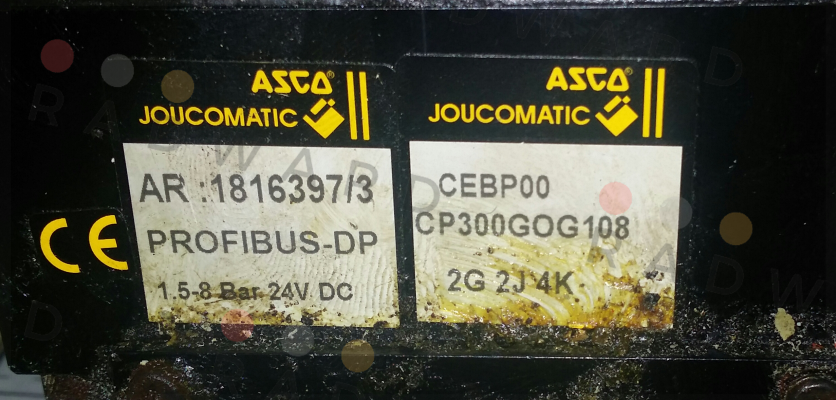 ASCO®
JOUCOMATIC
AR :1816397/3
PROFIBUS-DP
1.5-8 Bar 24V DC
CE
ASCO®
JOUCOMATIC
CEBP00
CP300GOG108
2G 2J 4K